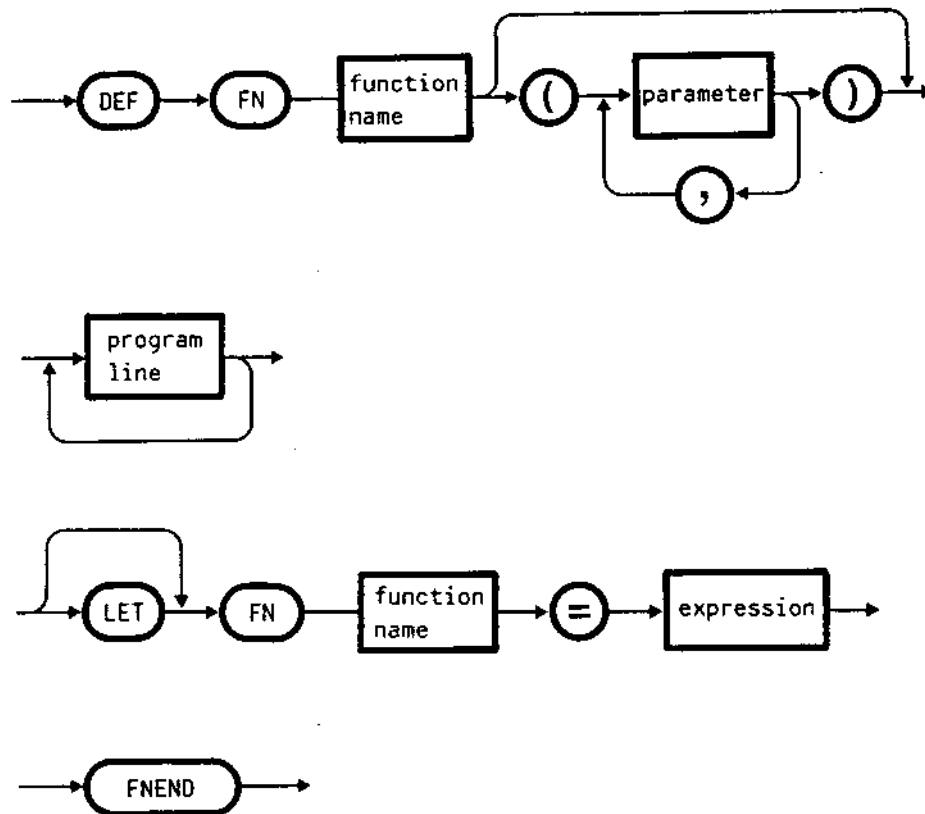 DEF FN function name ( parameter )
,
program
line
LET FN function name = expression
FNEND